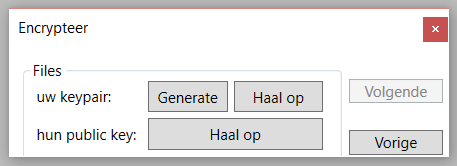 Encrypteer
Files
uw keypair: Generate Haal op
Volgende
hun public key: Haal op
Vorige